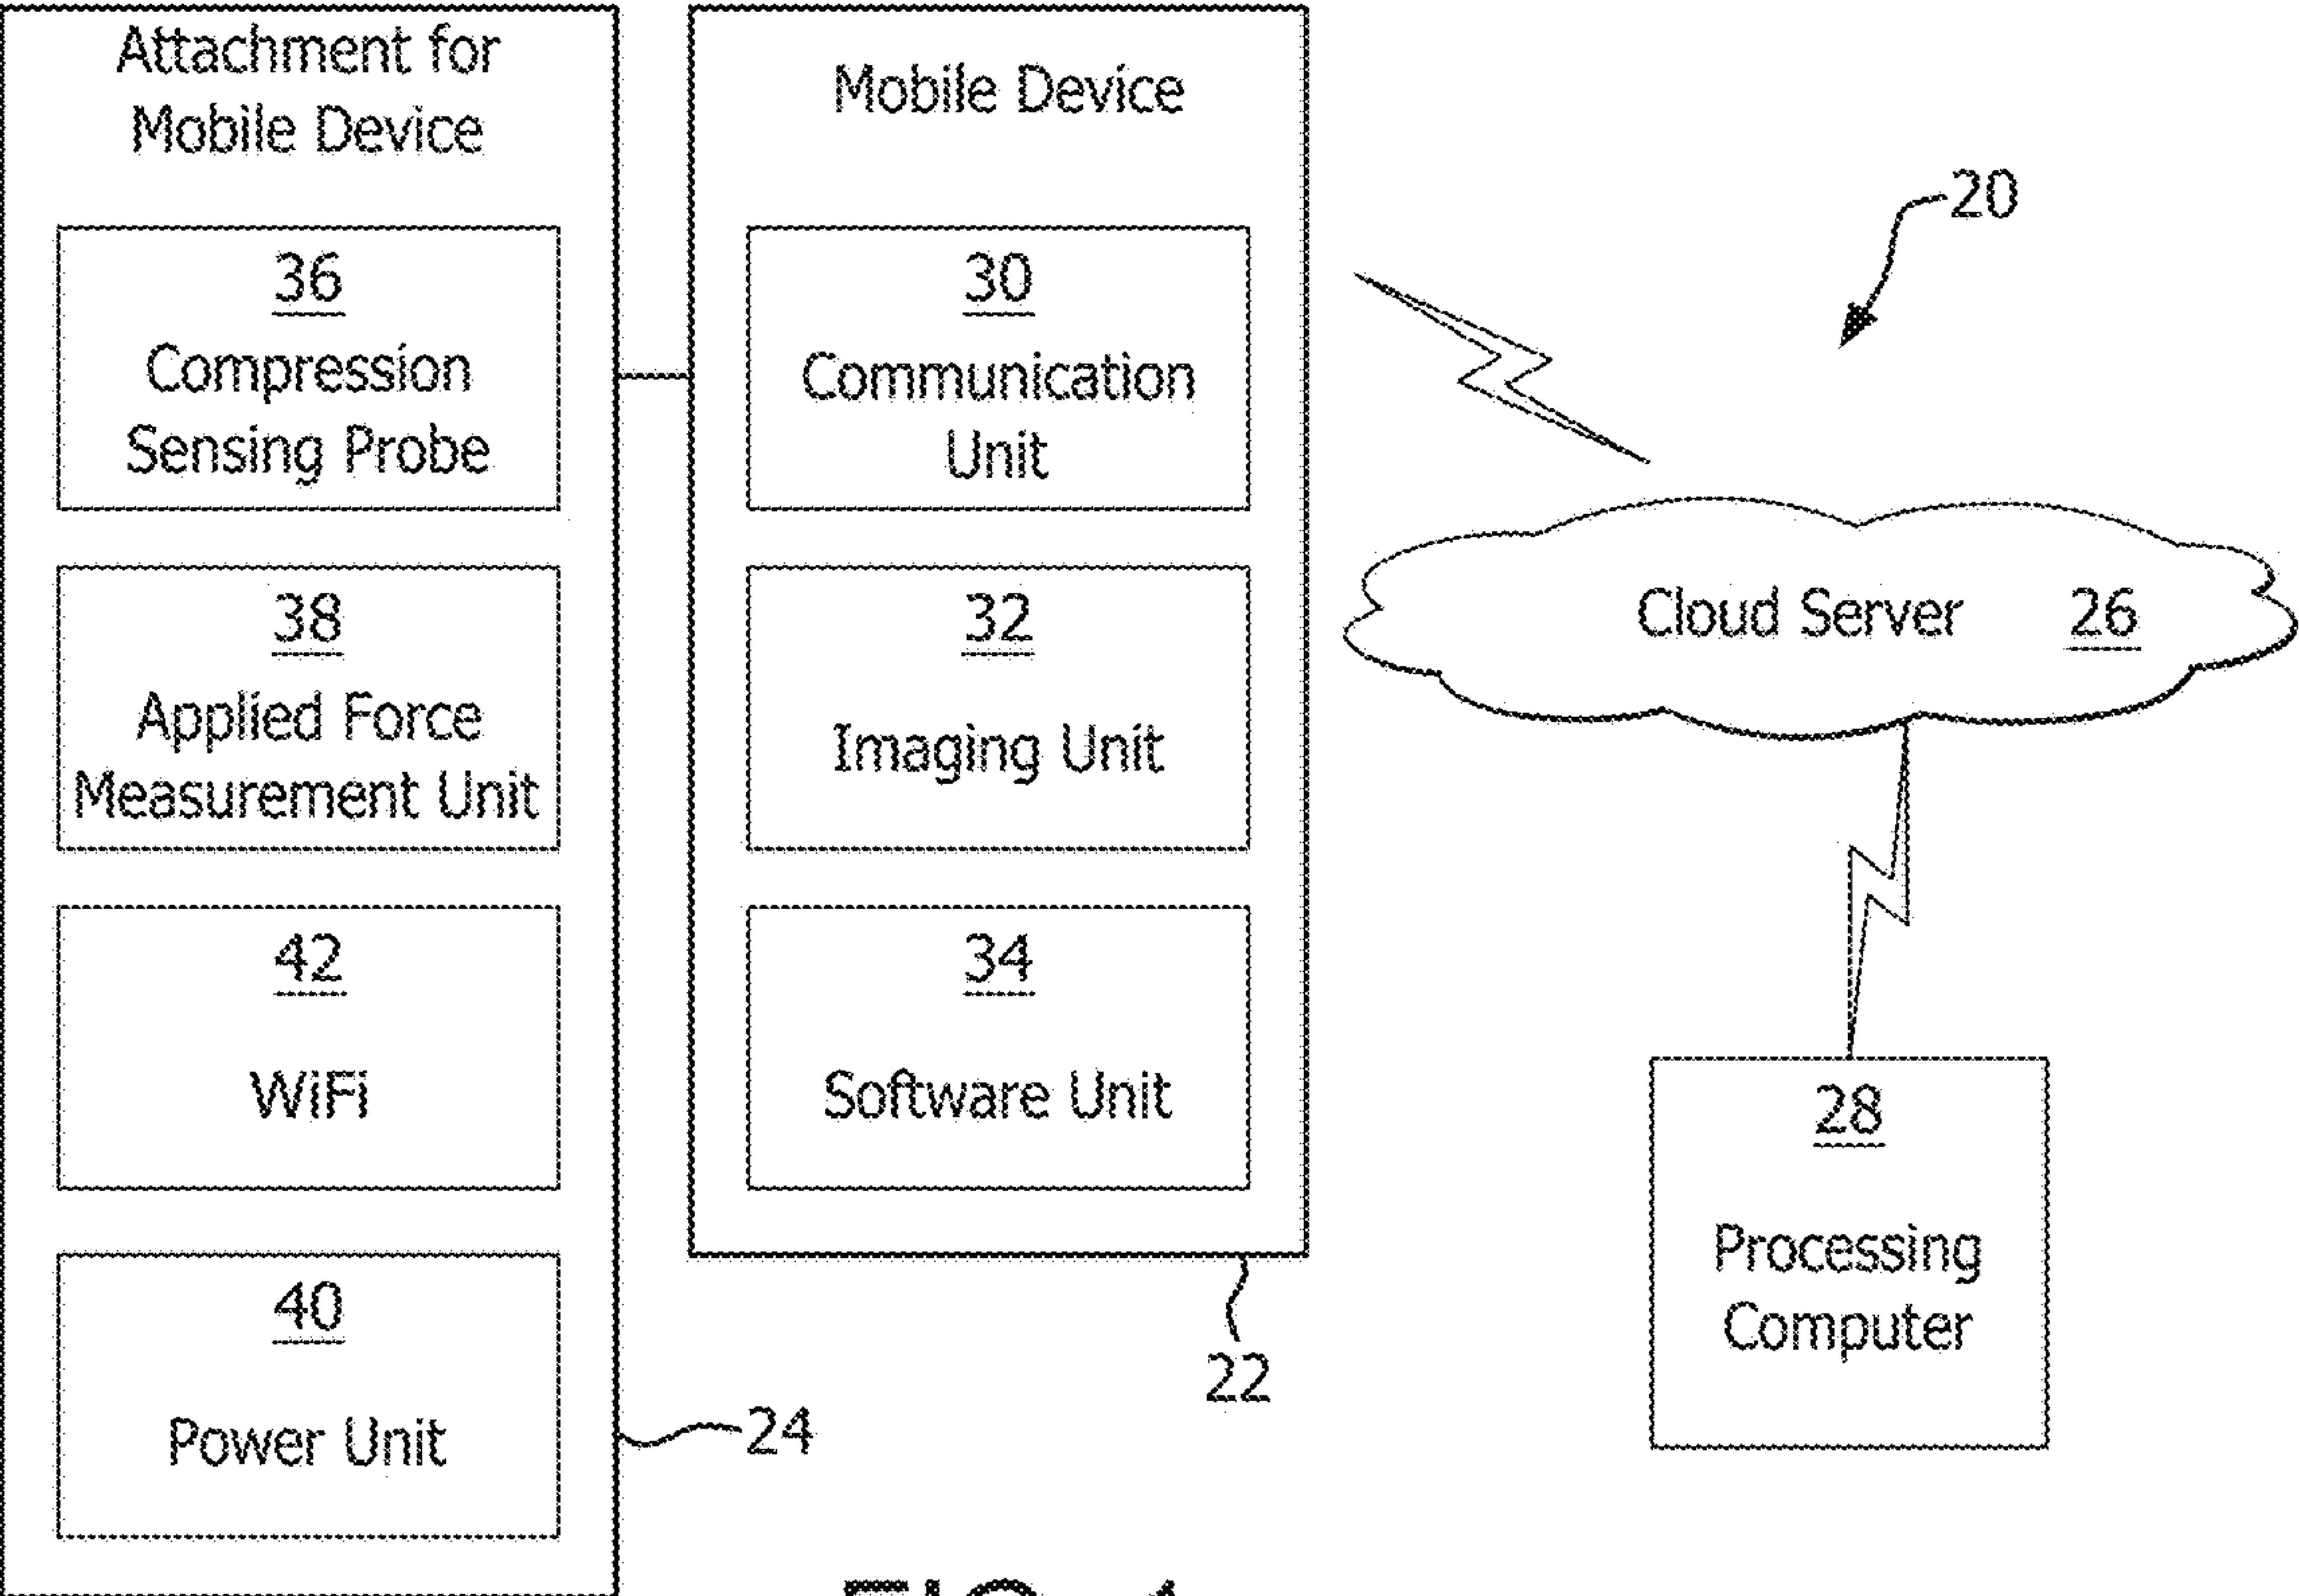 Attachment for
Mobile Device
36
Compression
Sensing Probe
38
Applied Force
Measurement Unit
42
WiFi
40
Power Unit
24
Mobile Device
30
Communication
Unit
32
Imaging Unit
34
Software Unit
22
20
Cloud Server 26
28
Processing
Computer